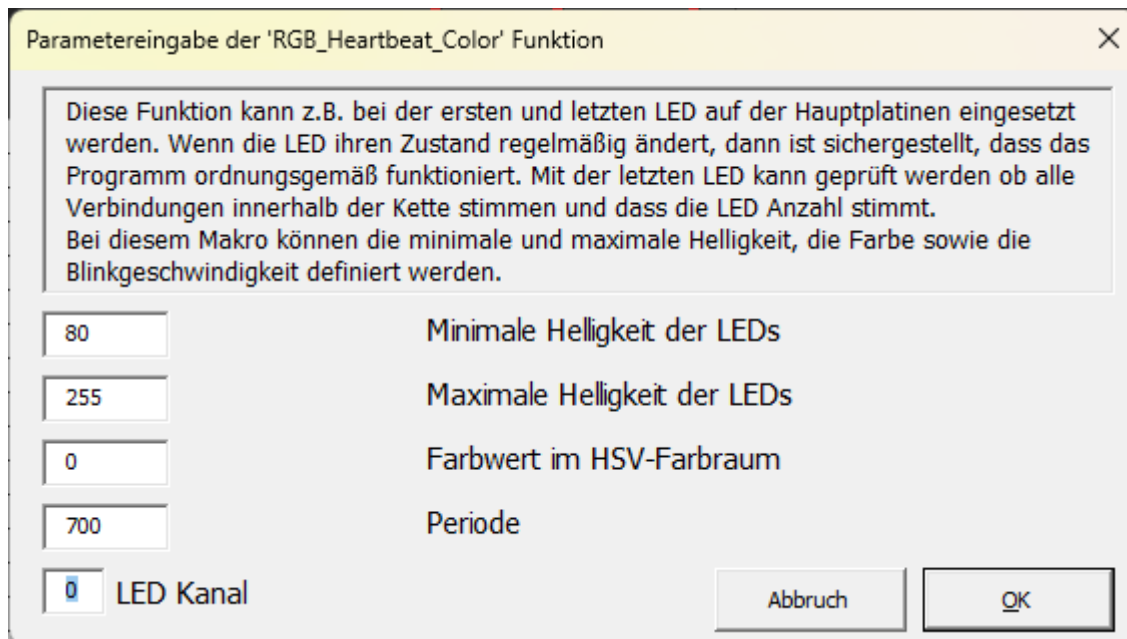 Parametereingabe der 'RGB_Heartbeat_Color' Funktion
Diese Funktion kann z.B. bei der ersten und letzten LED auf der Hauptplatinen eingesetzt
werden. Wenn die LED ihren Zustand regelmäßig ändert, dann ist sichergestellt, dass das
Programm ordnungsgemäß funktioniert. Mit der letzten LED kann geprüft werden ob alle
Verbindungen innerhalb der Kette stimmen und dass die LED Anzahl stimmt.
Bei diesem Makro können die minimale und maximale Helligkeit, die Farbe sowie die
Blinkgeschwindigkeit definiert werden.
80 Minimale Helligkeit der LEDs
255 Maximale Helligkeit der LEDs
0 Farbwert im HSV-Farbraum
700 Periode
0 LED Kanal Abbruch OK